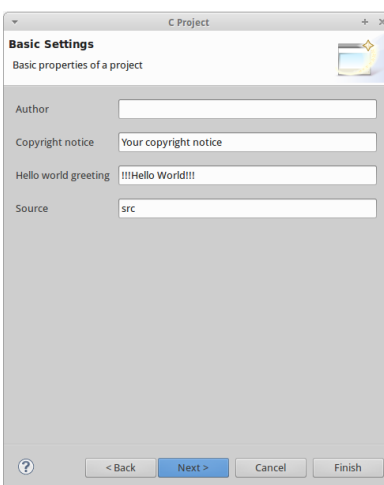 C Project
Basic Settings
Basic properties of a project
Author
Copyright notice Your copyright notice
Hello world greeting !!!Hello World!!!
Source src
? < Back Next > Cancel Finish